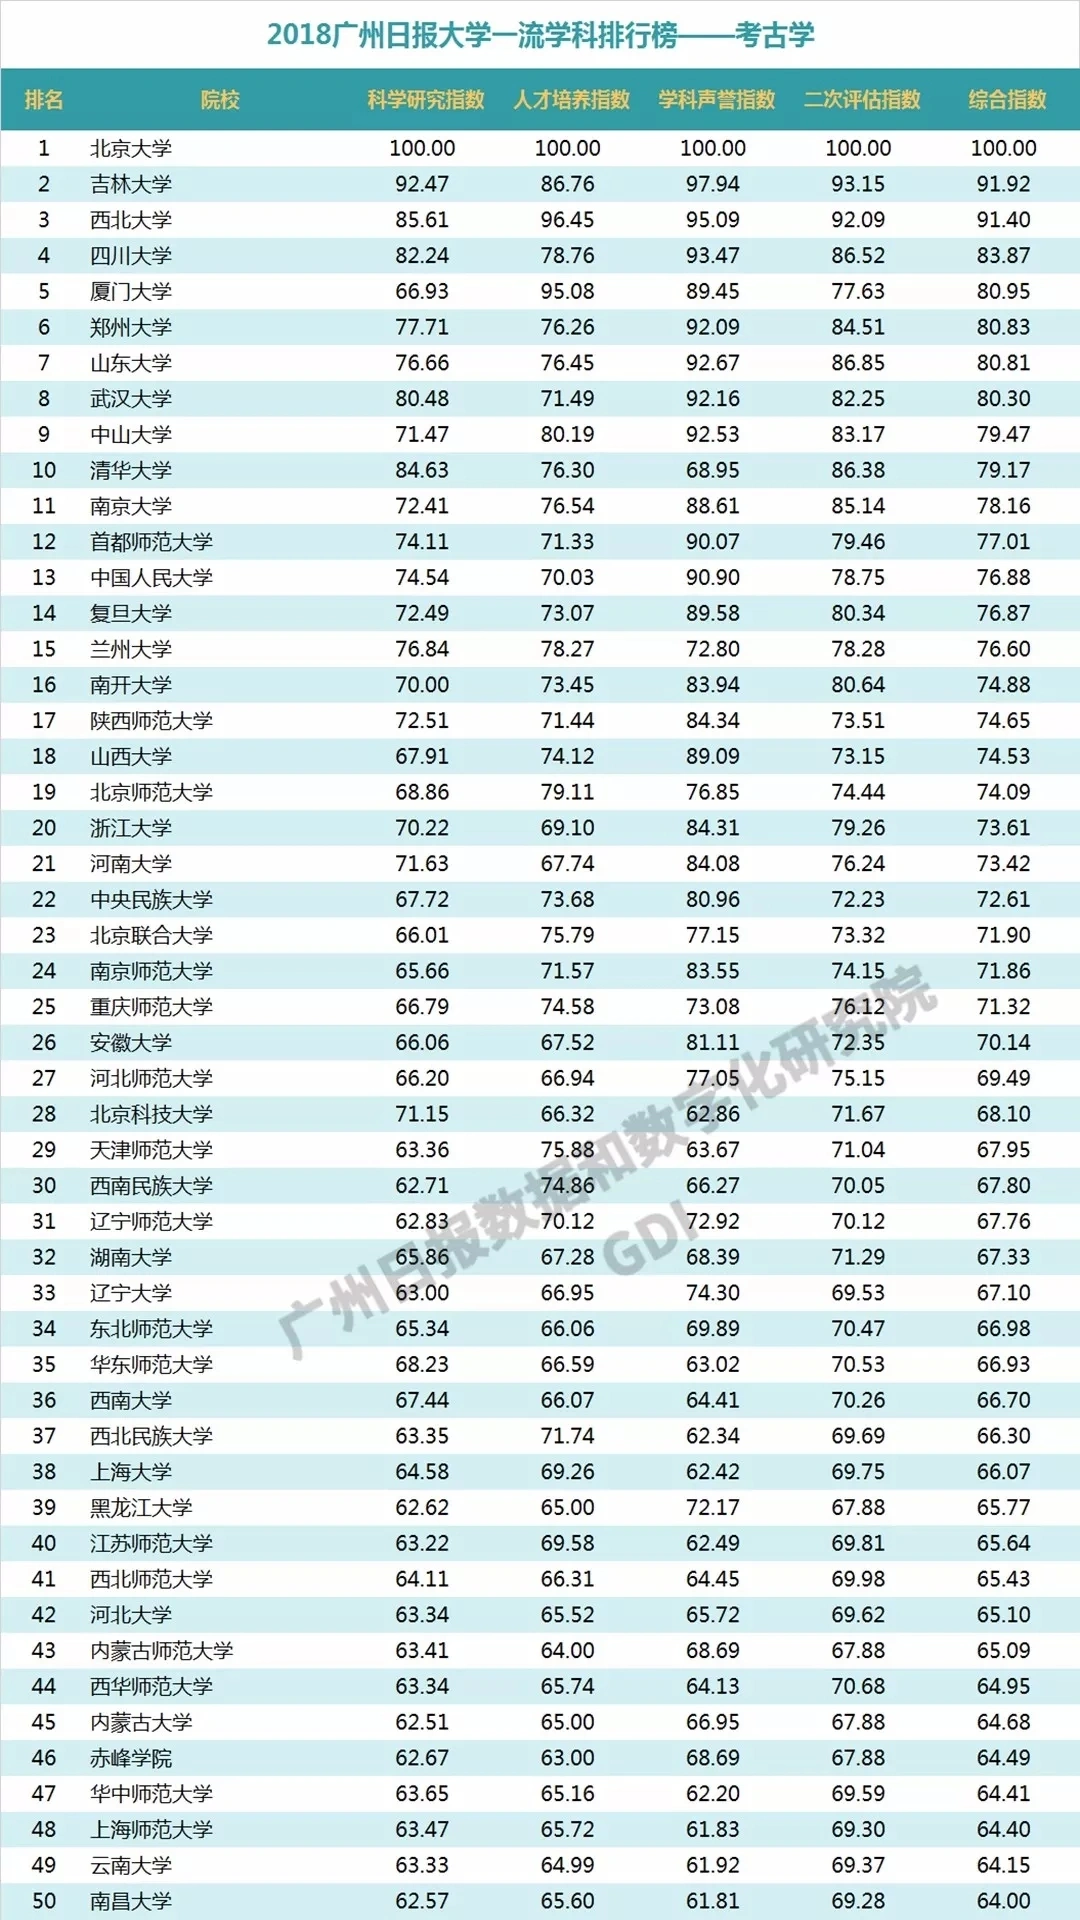 2018广州日报大学一流学科排行榜——考古学
排名 院校 科学研究指数 人才培养指数 学科声誉指数 二次评估指数 综合指数
1 北京大学 100.00 100.00 100.00 100.00 100.00
2 吉林大学 92.47 86.76 97.94 93.15 91.92
3 西北大学 85.61 96.45 95.09 92.09 91.40
4 四川大学 82.24 78.76 93.47 86.52 83.87
5 厦门大学 66.93 95.08 89.45 77.63 80.95
6 郑州大学 77.71 76.26 92.09 84.51 80.83
7 山东大学 76.66 76.45 92.67 86.85 80.81
8 武汉大学 80.48 71.49 92.16 82.25 80.30
9 中山大学 71.47 80.19 92.53 83.17 79.47
10 清华大学 84.63 76.30 68.95 86.38 79.17
11 南京大学 72.41 76.54 88.61 85.14 78.16
12 首都师范大学 74.11 71.33 90.07 79.46 77.01
13 中国人民大学 74.54 70.03 90.90 78.75 76.88
14 复旦大学 72.49 73.07 89.58 80.34 76.87
15 兰州大学 76.84 78.27 72.80 78.28 76.60
16 南开大学 70.00 73.45 83.94 80.64 74.88
17 陕西师范大学 72.51 71.44 84.34 73.51 74.65
18 山西大学 67.91 74.12 89.09 73.15 74.53
19 北京师范大学 68.86 79.11 76.85 74.44 74.09
20 浙江大学 70.22 69.10 84.31 79.26 73.61
21 河南大学 71.63 67.74 84.08 76.24 73.42
22 中央民族大学 67.72 73.68 80.96 72.23 72.61
23 北京联合大学 66.01 75.79 77.15 73.32 71.90
24 南京师范大学 65.66 71.57 83.55 74.15 71.86
25 重庆师范大学 66.79 74.58 73.08 76.12 71.32
26 安徽大学 66.06 67.52 81.11 72.35 70.14
27 河北师范大学 66.20 66.94 77.05 75.15 69.49
28 北京科技大学 71.15 66.32 62.86 71.67 68.10
29 天津师范大学 63.36 75.88 63.67 71.04 67.95
30 西南民族大学 62.71 74.86 66.27 70.05 67.80
31 辽宁师范大学 62.83 70.12 72.92 70.12 67.76
32 湖南大学 65.86 67.28 68.39 71.29 67.33
33 辽宁大学 63.00 66.95 74.30 69.53 67.10
34 东北师范大学 65.34 66.06 69.89 70.47 66.98
35 华东师范大学 68.23 66.59 63.02 70.53 66.93
36 西南大学 67.44 66.07 64.41 70.26 66.70
37 西北民族大学 63.35 71.74 62.34 69.69 66.30
38 上海大学 64.58 69.26 62.42 69.75 66.07
39 黑龙江大学 62.62 65.00 72.17 67.88 65.77
40 江苏师范大学 63.22 69.58 62.49 69.81 65.64
41 西北师范大学 64.11 66.31 64.45 69.98 65.43
42 河北大学 63.34 65.52 65.72 69.62 65.10
43 内蒙古师范大学 63.41 64.00 68.69 67.88 65.09
44 西华师范大学 63.34 65.74 64.13 70.68 64.95
45 内蒙古大学 62.51 65.00 66.95 67.88 64.68
46 赤峰学院 62.67 63.00 68.69 67.88 64.49
47 华中师范大学 63.65 65.16 62.20 69.59 64.41
48 上海师范大学 63.47 65.72 61.83 69.30 64.40
49 云南大学 63.33 64.99 61.92 69.37 64.15
50 南昌大学 62.57 65.60 61.81 69.28 64.00
广州日报数据和数字化研究院
GDI